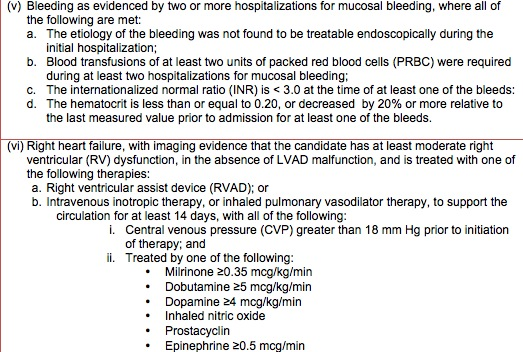 (v) Bleeding as evidenced by two or more hospitalizations for mucosal bleeding, where all of
the following are met:
a. The etiology of the bleeding was not found to be treatable endoscopically during the
initial hospitalization;
b. Blood transfusions of at least two units of packed red blood cells (PRBC) were required
during at least two hospitalizations for mucosal bleeding;
c. The internationalized normal ratio (INR) is < 3.0 at the time of at least one of the bleeds:
d. The hematocrit is less than or equal to 0.20, or decreased by 20% or more relative to
the last measured value prior to admission for at least one of the bleeds.
(vi) Right heart failure, with imaging evidence that the candidate has at least moderate right
ventricular (RV) dysfunction, in the absence of LVAD malfunction, and is treated with one of
the following therapies:
a. Right ventricular assist device (RVAD); or
b. Intravenous inotropic therapy, or inhaled pulmonary vasodilator therapy, to support the
circulation for at least 14 days, with all of the following:
i. Central venous pressure (CVP) greater than 18 mm Hg prior to initiation
of therapy; and
ii. Treated by one of the following:
• Milrinone ≥0.35 mcg/kg/min
• Dobutamine ≥5 mcg/kg/min
• Dopamine ≥4 mcg/kg/min
• Inhaled nitric oxide
• Prostacyclin
• Epinephrine ≥0.5 mcg/min